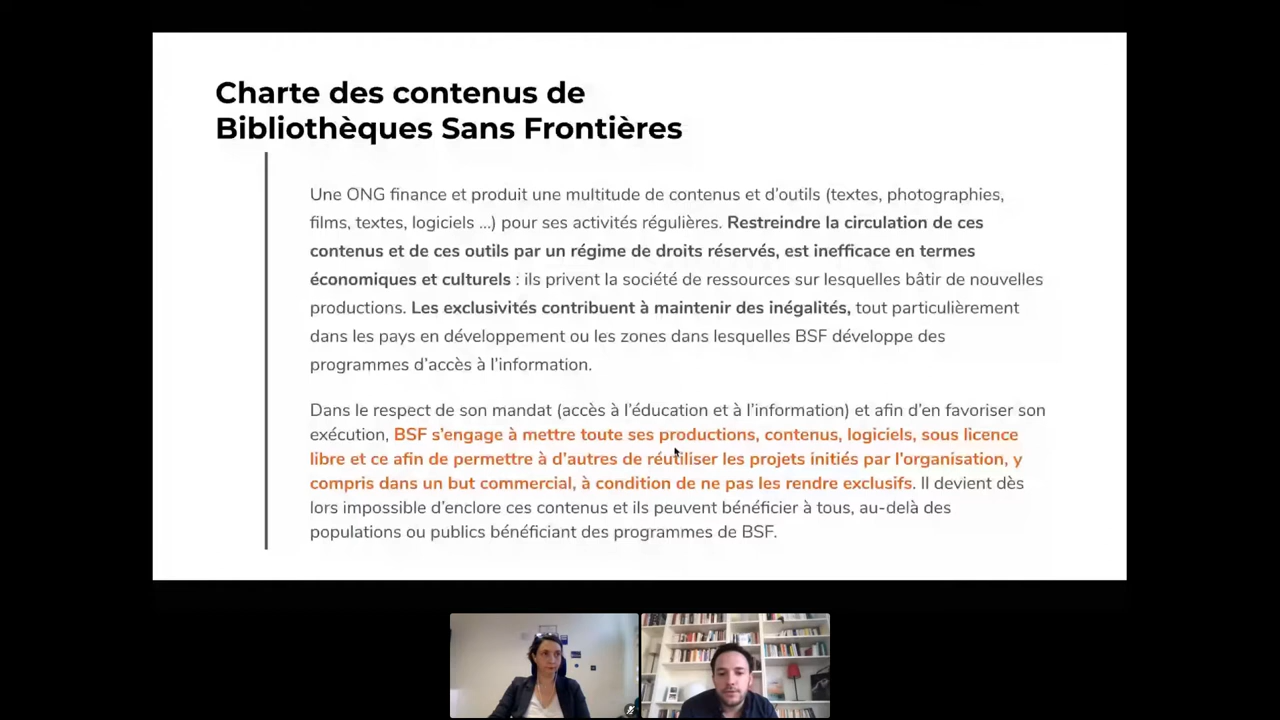 Charte des contenus de
Bibliothèques Sans Frontières
Une ONG finance et produit une multitude de contenus et d'outils (textes, photographies,
films, textes, logiciels ...) pour ses activités régulières. Restreindre la circulation de ces
contenus et de ces outils par un régime de droits réservés, est inefficace en termes
économiques et culturels : ils privent la société de ressources sur lesquelles bâtir de nouvelles
productions. Les exclusivités contribuent à maintenir des inégalités, tout particulièrement
dans les pays en développement ou les zones dans lesquelles BSF développe des
programmes d'accès à l'information.
Dans le respect de son mandat (accès à l'éducation et à l'information) et afin d'en favoriser son
exécution, BSF s'engage à mettre toute ses productions, contenus, logiciels, sous licence
libre et ce afin de permettre à d'autres de réutiliser les projets initiés par l'organisation, y
compris dans un but commercial, à condition de ne pas les rendre exclusifs. Il devient dès
lors impossible d'enclore ces contenus et ils peuvent bénéficier à tous, au-delà des
populations ou publics bénéficiant des programmes de BSF.